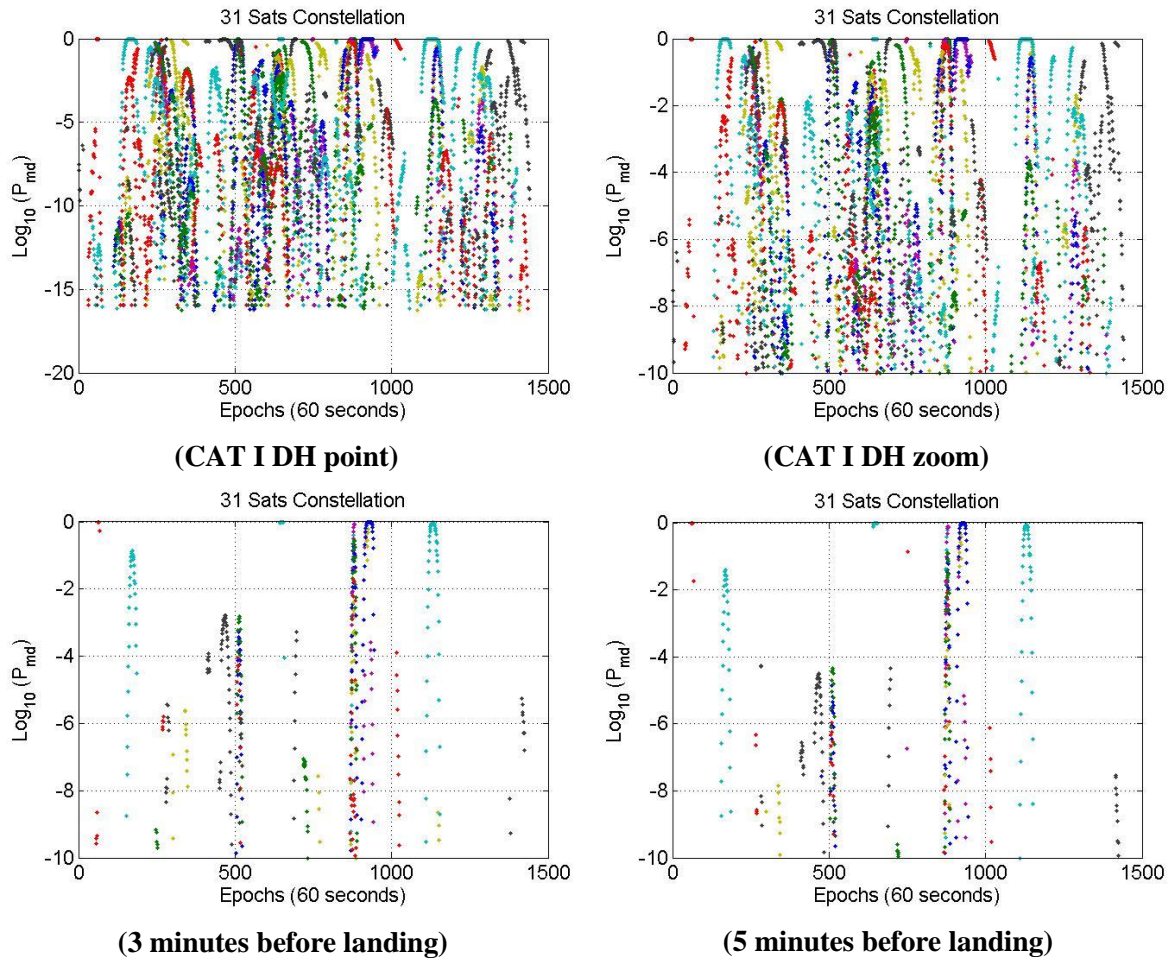 31 Sats Constellation
0
-5
-10
-15
-20
Log10 (Pmd)
0 500 1000 1500
Epochs (60 seconds)
(CAT I DH point)
31 Sats Constellation
0
-2
-4
-6
-8
-10
Log10 (Pmd)
0 500 1000 1500
Epochs (60 seconds)
(CAT I DH zoom)
31 Sats Constellation
0
-2
-4
-6
-8
-10
Log10 (Pmd)
0 500 1000 1500
Epochs (60 seconds)
(3 minutes before landing)
31 Sats Constellation
0
-2
-4
-6
-8
-10
Log10 (Pmd)
0 500 1000 1500
Epochs (60 seconds)
(5 minutes before landing)